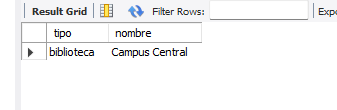 Result Grid Filter Rows: Expo
tipo nombre
biblioteca Campus Central